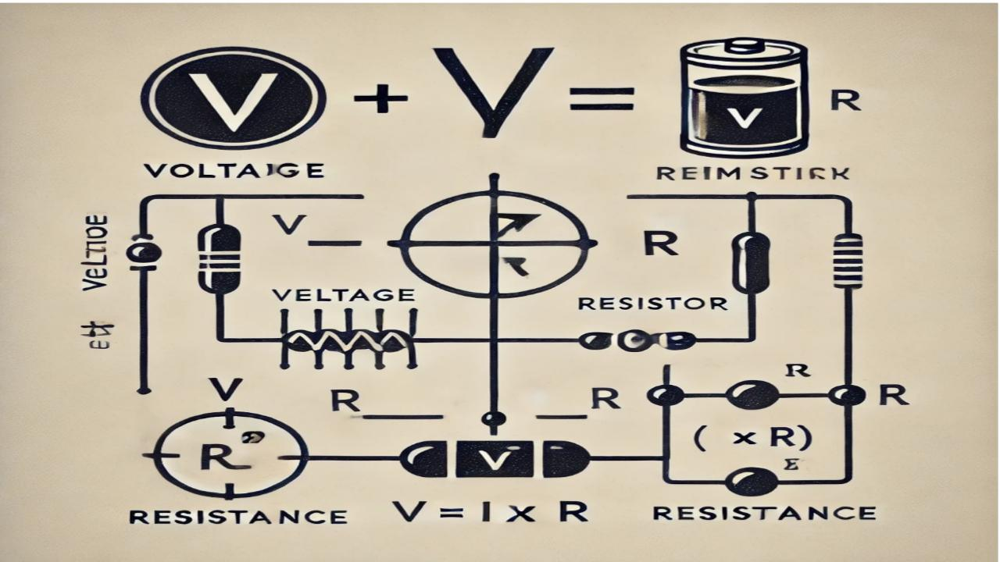 V + V = V R
VOLTAIGE
REIMSTIRK
VELTIDE
V
R
VELTAGE
RESISTOR
V
R
R
R
R
R
V
( x R)
Σ
RESISTANCE
V = I x R
RESISTANCE